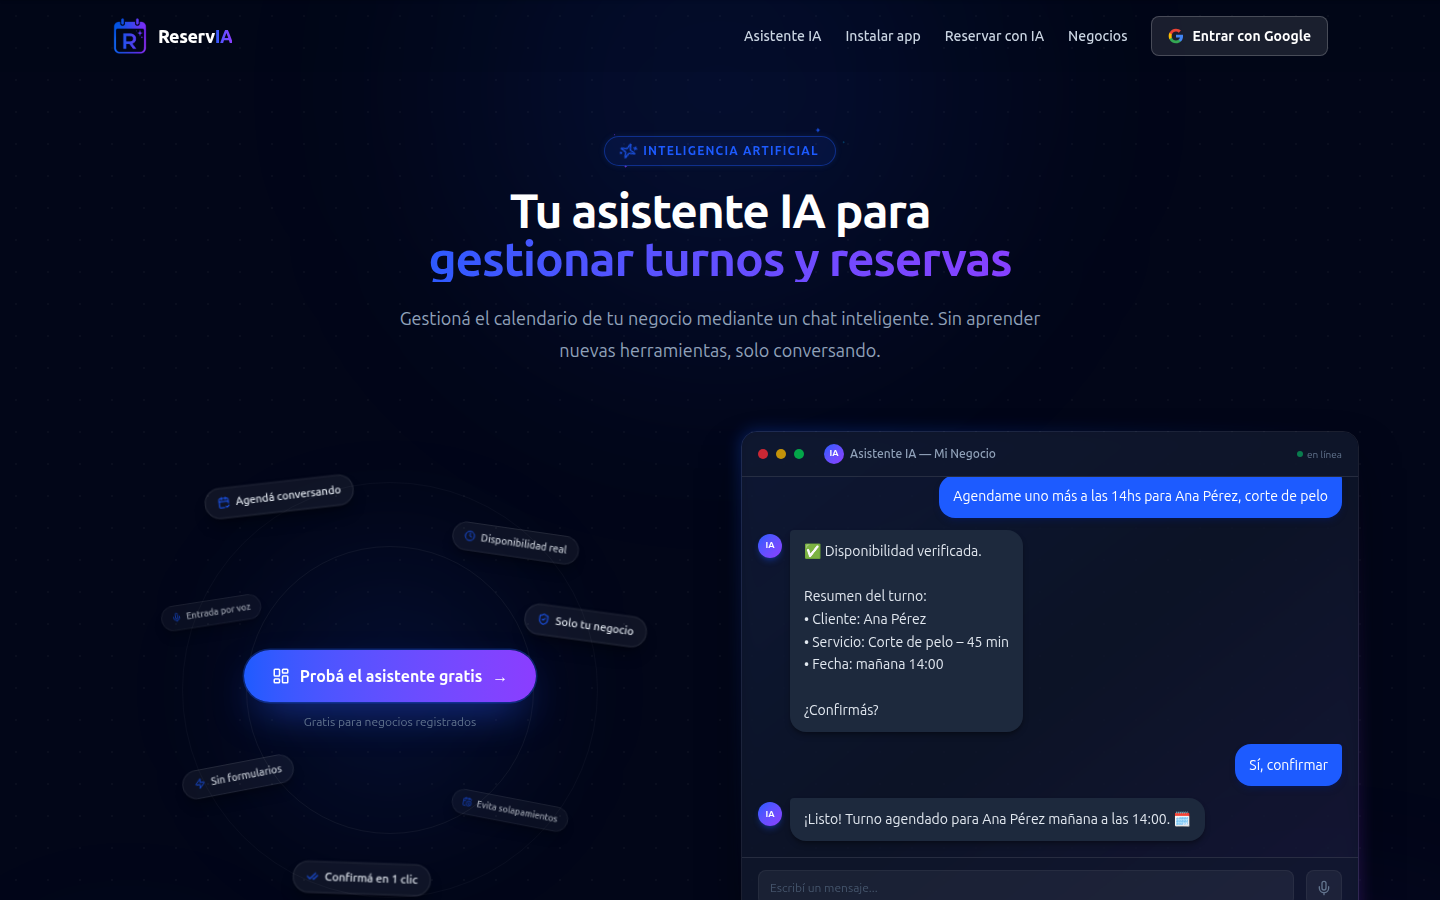 ReservIA
Asistente IA
Instalar app
Reservar con IA
Negocios
Entrar con Google
INTELIGENCIA ARTIFICIAL
Tu asistente IA para
gestionar turnos y reservas
Gestioná el calendario de tu negocio mediante un chat inteligente. Sin aprender
nuevas herramientas, solo conversando.
Agendá conversando
Disponibilidad real
Entrada por voz
Solo tu negocio
Probá el asistente gratis →
Gratis para negocios registrados
Sin formularios
Evita solapamientos
Confirmá en 1 clic
IA Asistente IA — Mi Negocio
en línea
Agendame uno más a las 14hs para Ana Pérez, corte de pelo
IA
✅ Disponibilidad verificada.
Resumen del turno:
• Cliente: Ana Pérez
• Servicio: Corte de pelo – 45 min
• Fecha: mañana 14:00
¿Confirmás?
Sí, confirmar
IA
¡Listo! Turno agendado para Ana Pérez mañana a las 14:00. 🗓️
Escribí un mensaje...